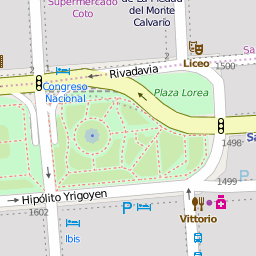 Supermercado
Coto
de La Piedad
del Monte
Calvario
Liceo
Sa
1500
Rivadavia
Congreso
Nacional
Plaza Lorea
Sá
1498
1499
Hipólito Yrigoyen
1602
P
P
Vittorio
Ibis